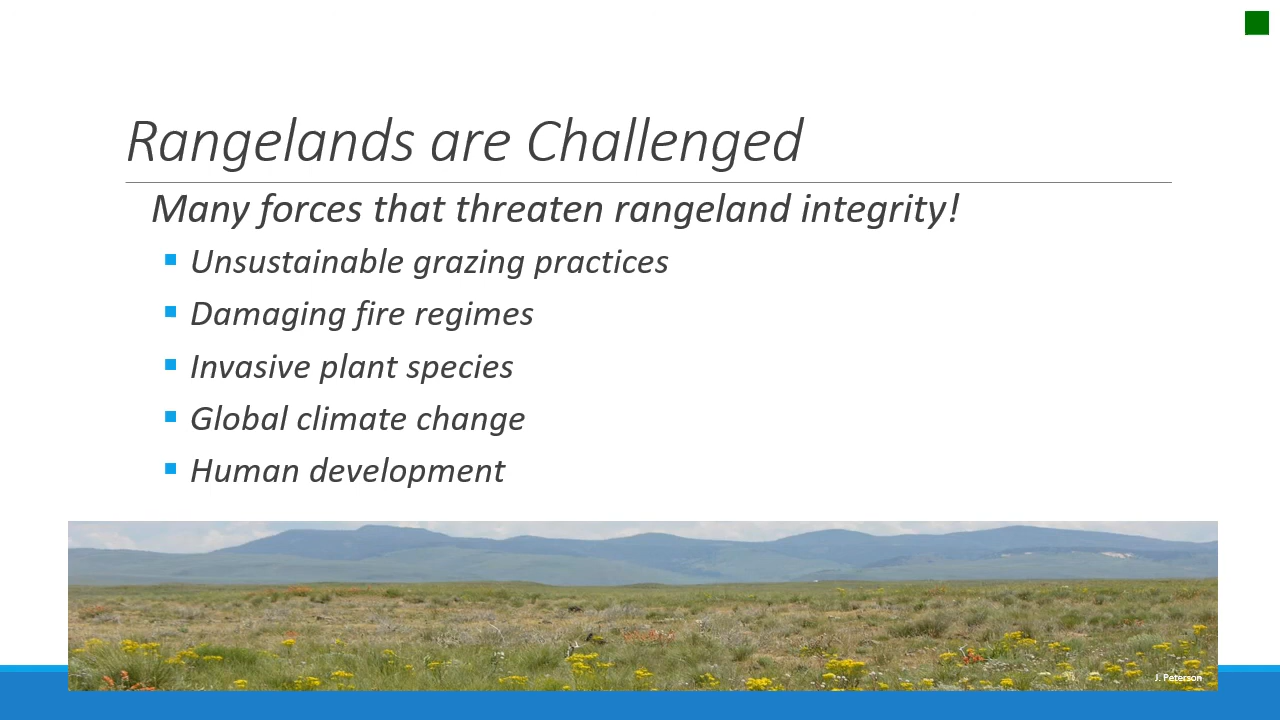 Rangelands are Challenged
Many forces that threaten rangeland integrity!
Unsustainable grazing practices
Damaging fire regimes
Invasive plant species
Global climate change
Human development
J. Peterson